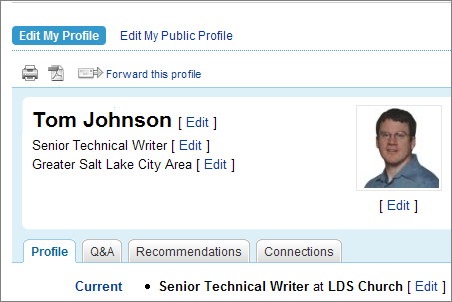 Edit My Profile Edit My Public Profile
Forward this profile
Tom Johnson [ Edit ]
Senior Technical Writer [ Edit ]
Greater Salt Lake City Area [ Edit ]
[ Edit ]
Profile Q&A Recommendations Connections
Current • Senior Technical Writer at LDS Church [ Edit ]